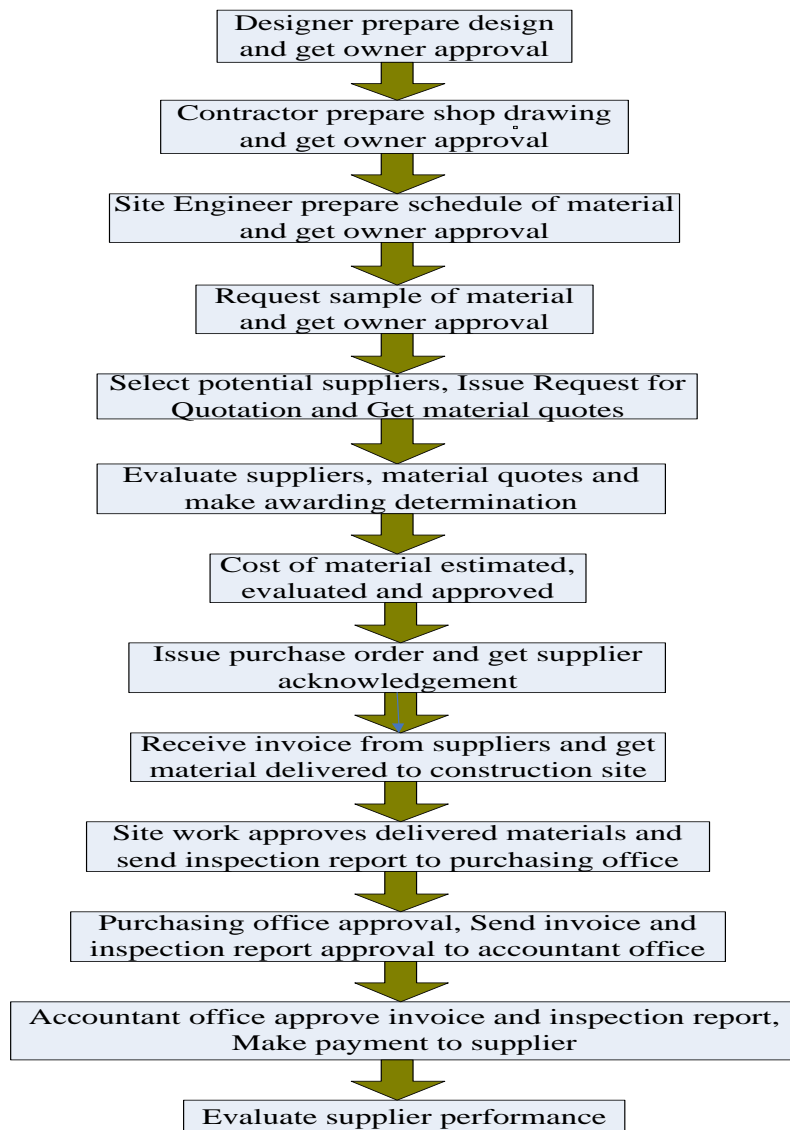 Designer prepare design
and get owner approval
Contractor prepare shop drawing
and get owner approval
Site Engineer prepare schedule of material
and get owner approval
Request sample of material
and get owner approval
Select potential suppliers, Issue Request for
Quotation and Get material quotes
Evaluate suppliers, material quotes and
make awarding determination
Cost of material estimated,
evaluated and approved
Issue purchase order and get supplier
acknowledgement
Receive invoice from suppliers and get
material delivered to construction site
Site work approves delivered materials and
send inspection report to purchasing office
Purchasing office approval, Send invoice and
inspection report approval to accountant office
Accountant office approve invoice and inspection report,
Make payment to supplier
Evaluate supplier performance